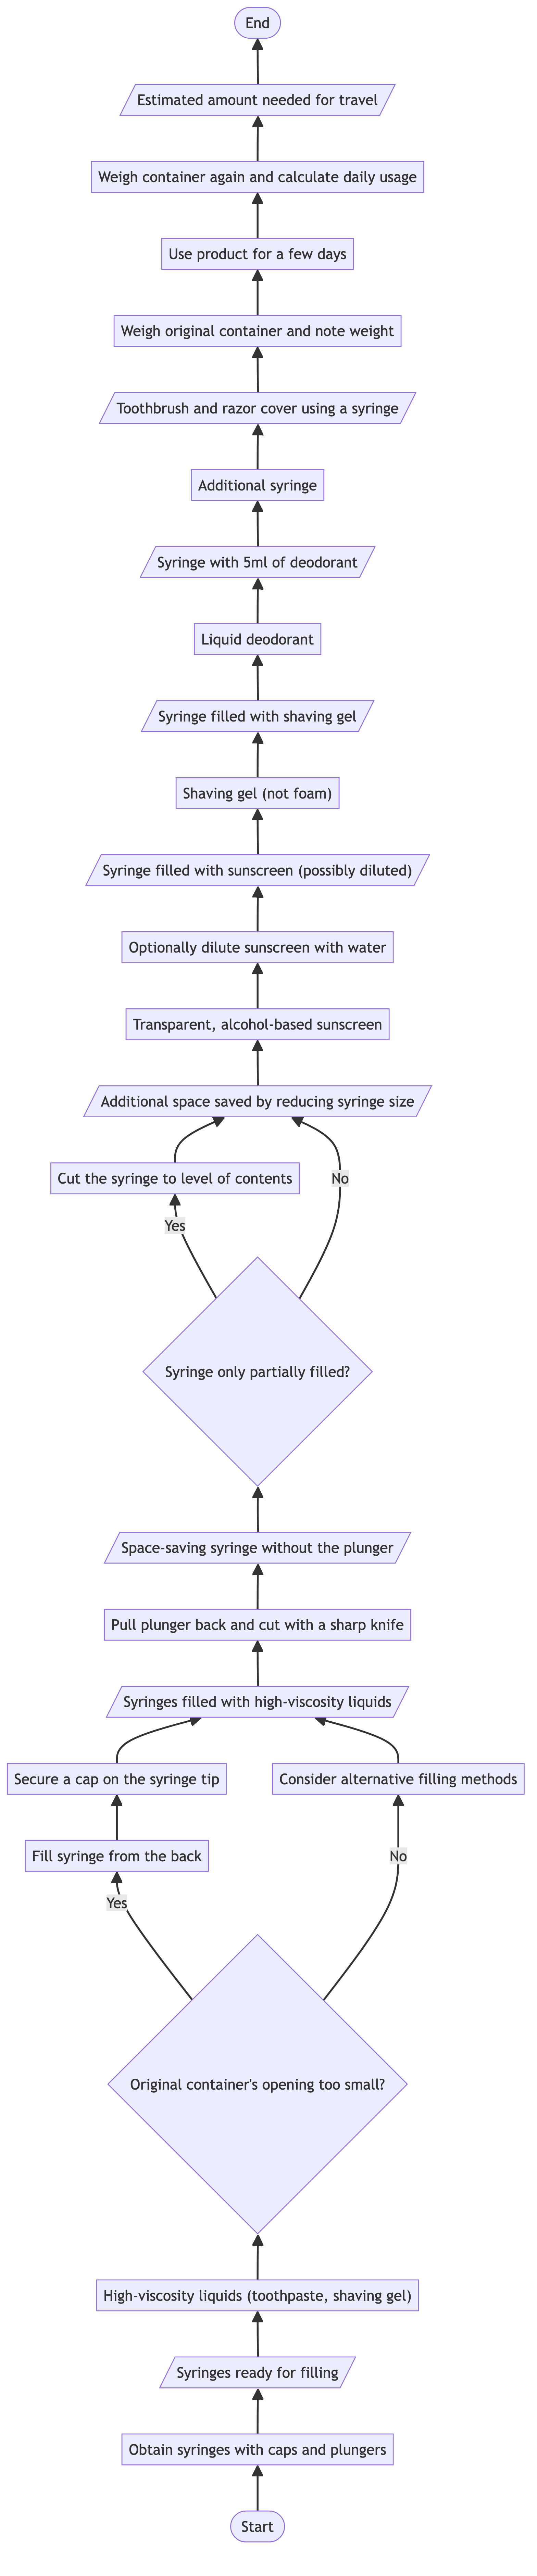 End
Estimated amount needed for travel
Weigh container again and calculate daily usage
Use product for a few days
Weigh original container and note weight
Toothbrush and razor cover using a syringe
Additional syringe
Syringe with 5ml of deodorant
Liquid deodorant
Syringe filled with shaving gel
Shaving gel (not foam)
Syringe filled with sunscreen (possibly diluted)
Optionally dilute sunscreen with water
Transparent, alcohol-based sunscreen
Additional space saved by reducing syringe size
Cut the syringe to level of contents
No
Yes
Syringe only partially filled?
Space-saving syringe without the plunger
Pull plunger back and cut with a sharp knife
Syringes filled with high-viscosity liquids
Secure a cap on the syringe tip
Consider alternative filling methods
Fill syringe from the back
No
Yes
Original container's opening too small?
High-viscosity liquids (toothpaste, shaving gel)
Syringes ready for filling
Obtain syringes with caps and plungers
Start